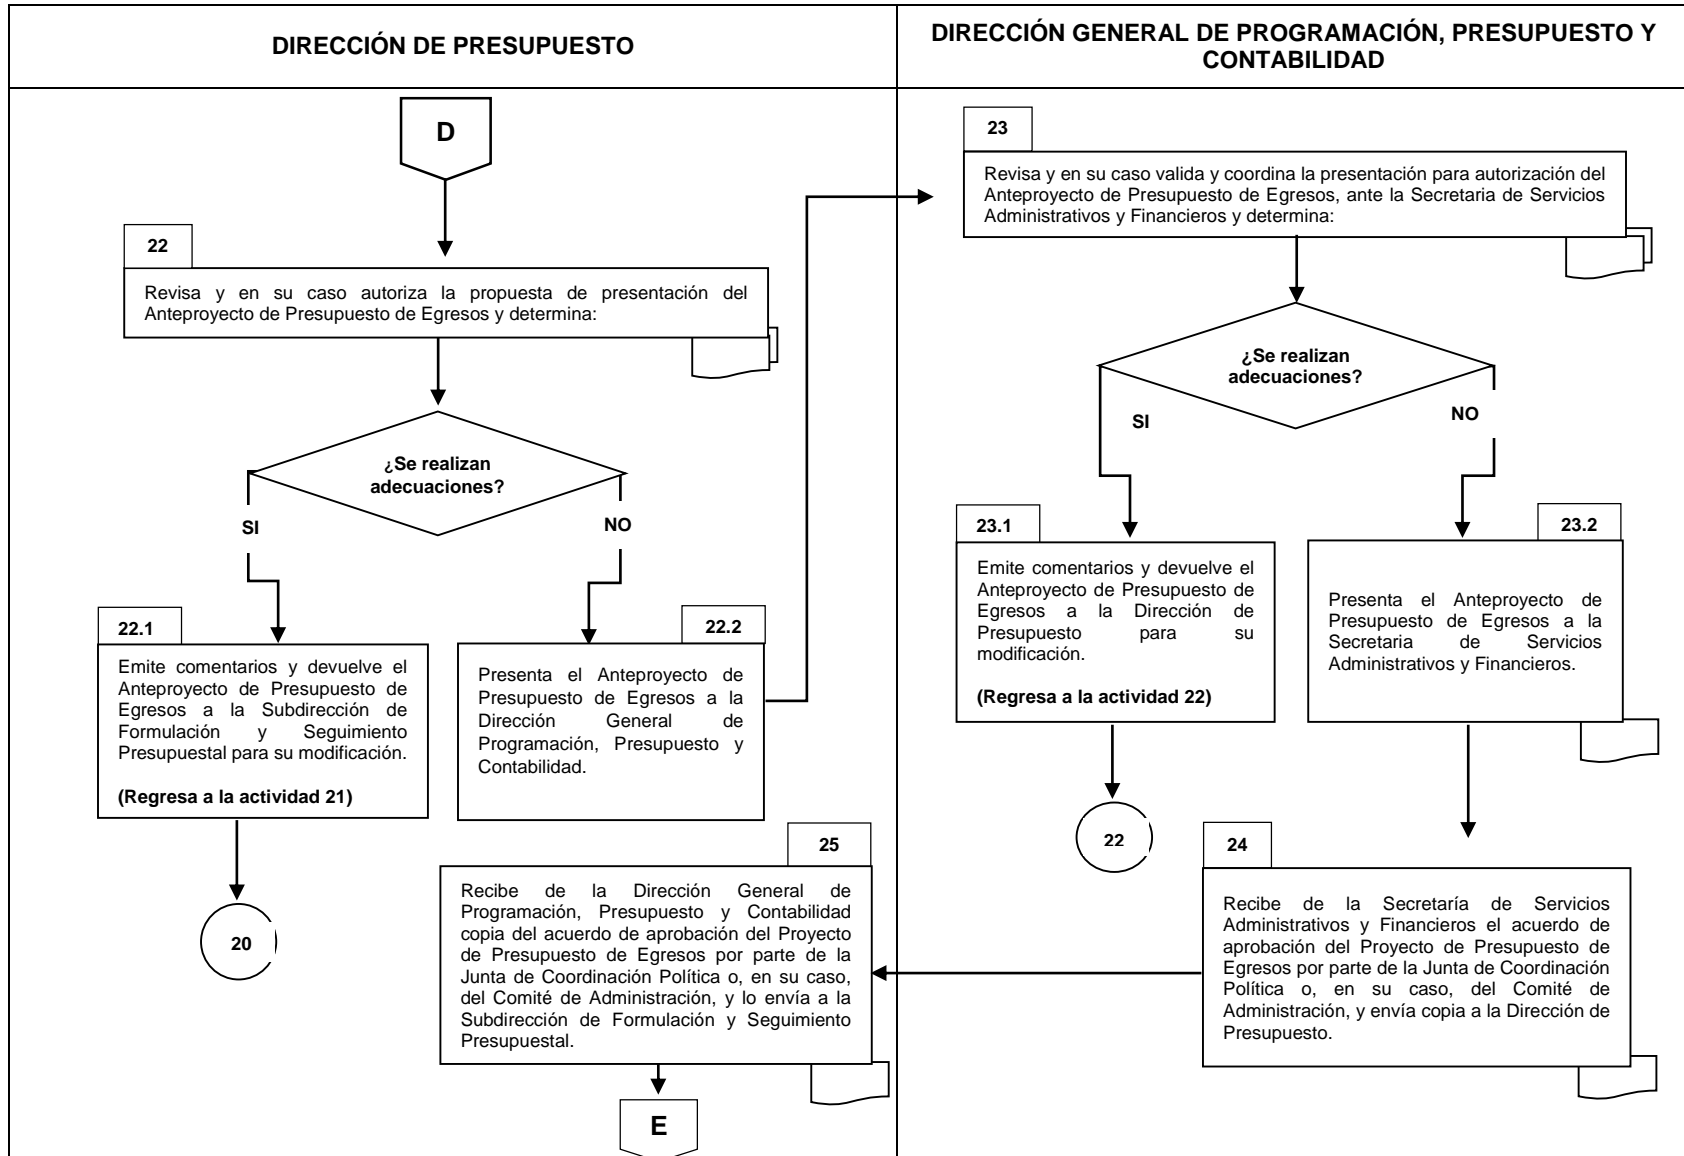 DIRECCIÓN DE PRESUPUESTO
DIRECCIÓN GENERAL DE PROGRAMACIÓN, PRESUPUESTO Y
CONTABILIDAD
D
22
Revisa y en su caso autoriza la propuesta de presentación del
Anteproyecto de Presupuesto de Egresos y determina:
¿Se realizan
adecuaciones?
SI
NO
22.1
Emite comentarios y devuelve el
Anteproyecto de Presupuesto de
Egresos a la Subdirección de
Formulación y Seguimiento
Presupuestal para su modificación.
(Regresa a la actividad 21)
20
22.2
Presenta el Anteproyecto de
Presupuesto de Egresos a la
Dirección General de
Programación, Presupuesto y
Contabilidad.
23
Revisa y en su caso valida y coordina la presentación para autorización del
Anteproyecto de Presupuesto de Egresos, ante la Secretaria de Servicios
Administrativos y Financieros y determina:
¿Se realizan
adecuaciones?
SI
NO
23.1
Emite comentarios y devuelve el
Anteproyecto de Presupuesto de
Egresos a la Dirección de
Presupuesto para su
modificación.
(Regresa a la actividad 22)
22
23.2
Presenta el Anteproyecto de
Presupuesto de Egresos a la
Secretaria de Servicios
Administrativos y Financieros.
24
Recibe de la Secretaría de Servicios
Administrativos y Financieros el acuerdo de
aprobación del Proyecto de Presupuesto de
Egresos por parte de la Junta de Coordinación
Política o, en su caso, del Comité de
Administración, y envía copia a la Dirección de
Presupuesto.
25
Recibe de la Dirección General de
Programación, Presupuesto y Contabilidad
copia del acuerdo de aprobación del Proyecto
de Presupuesto de Egresos por parte de la
Junta de Coordinación Política o, en su caso,
del Comité de Administración, y lo envía a la
Subdirección de Formulación y Seguimiento
Presupuestal.
E